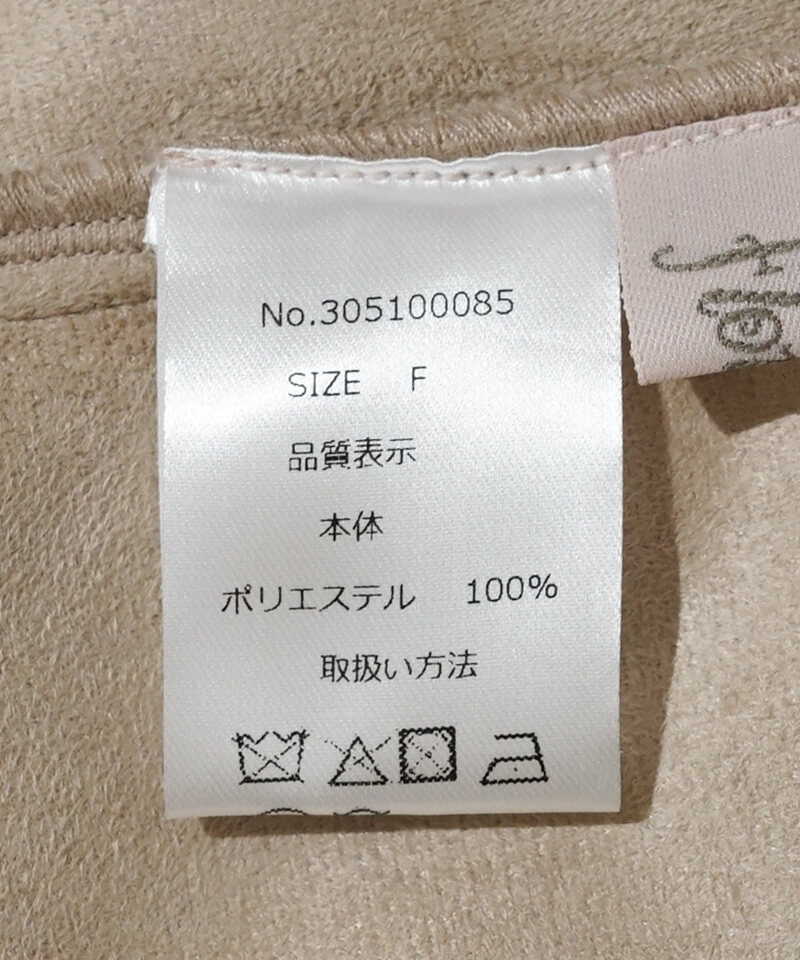 No.305100085
SIZE F
品質表示
本体
ポリエステル 100%
取扱い方法